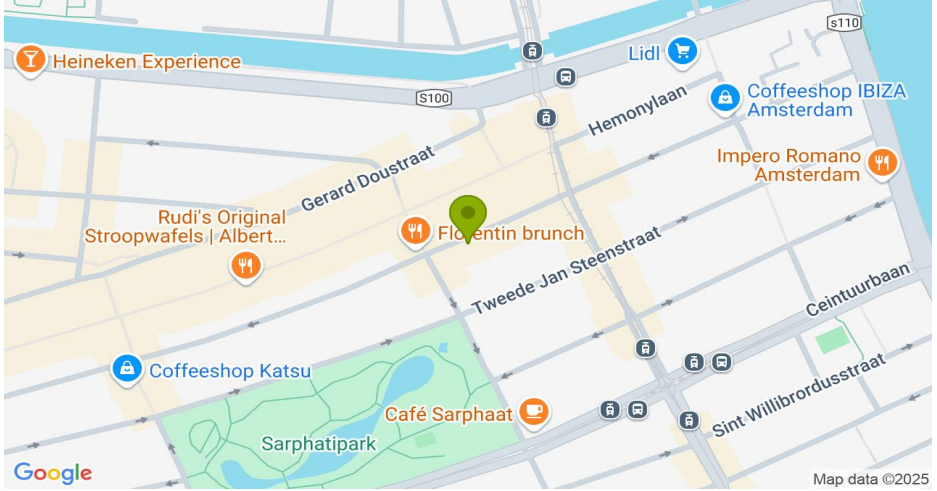 s110
Lidl
Heineken Experience
S100
Coffeeshop IBIZA
Amsterdam
Hemonylaan
Gerard Doustraat
Impero Romano
Amsterdam
Rudi's Original
Stroopwafels | Albert...
Florentin brunch
Tweede Jan Steenstraat
Ceintuurbaan
Coffeeshop Katsu
Sint Willibrordusstraat
Café Sarphaat
Sarphatipark
Google
Map data ©2025